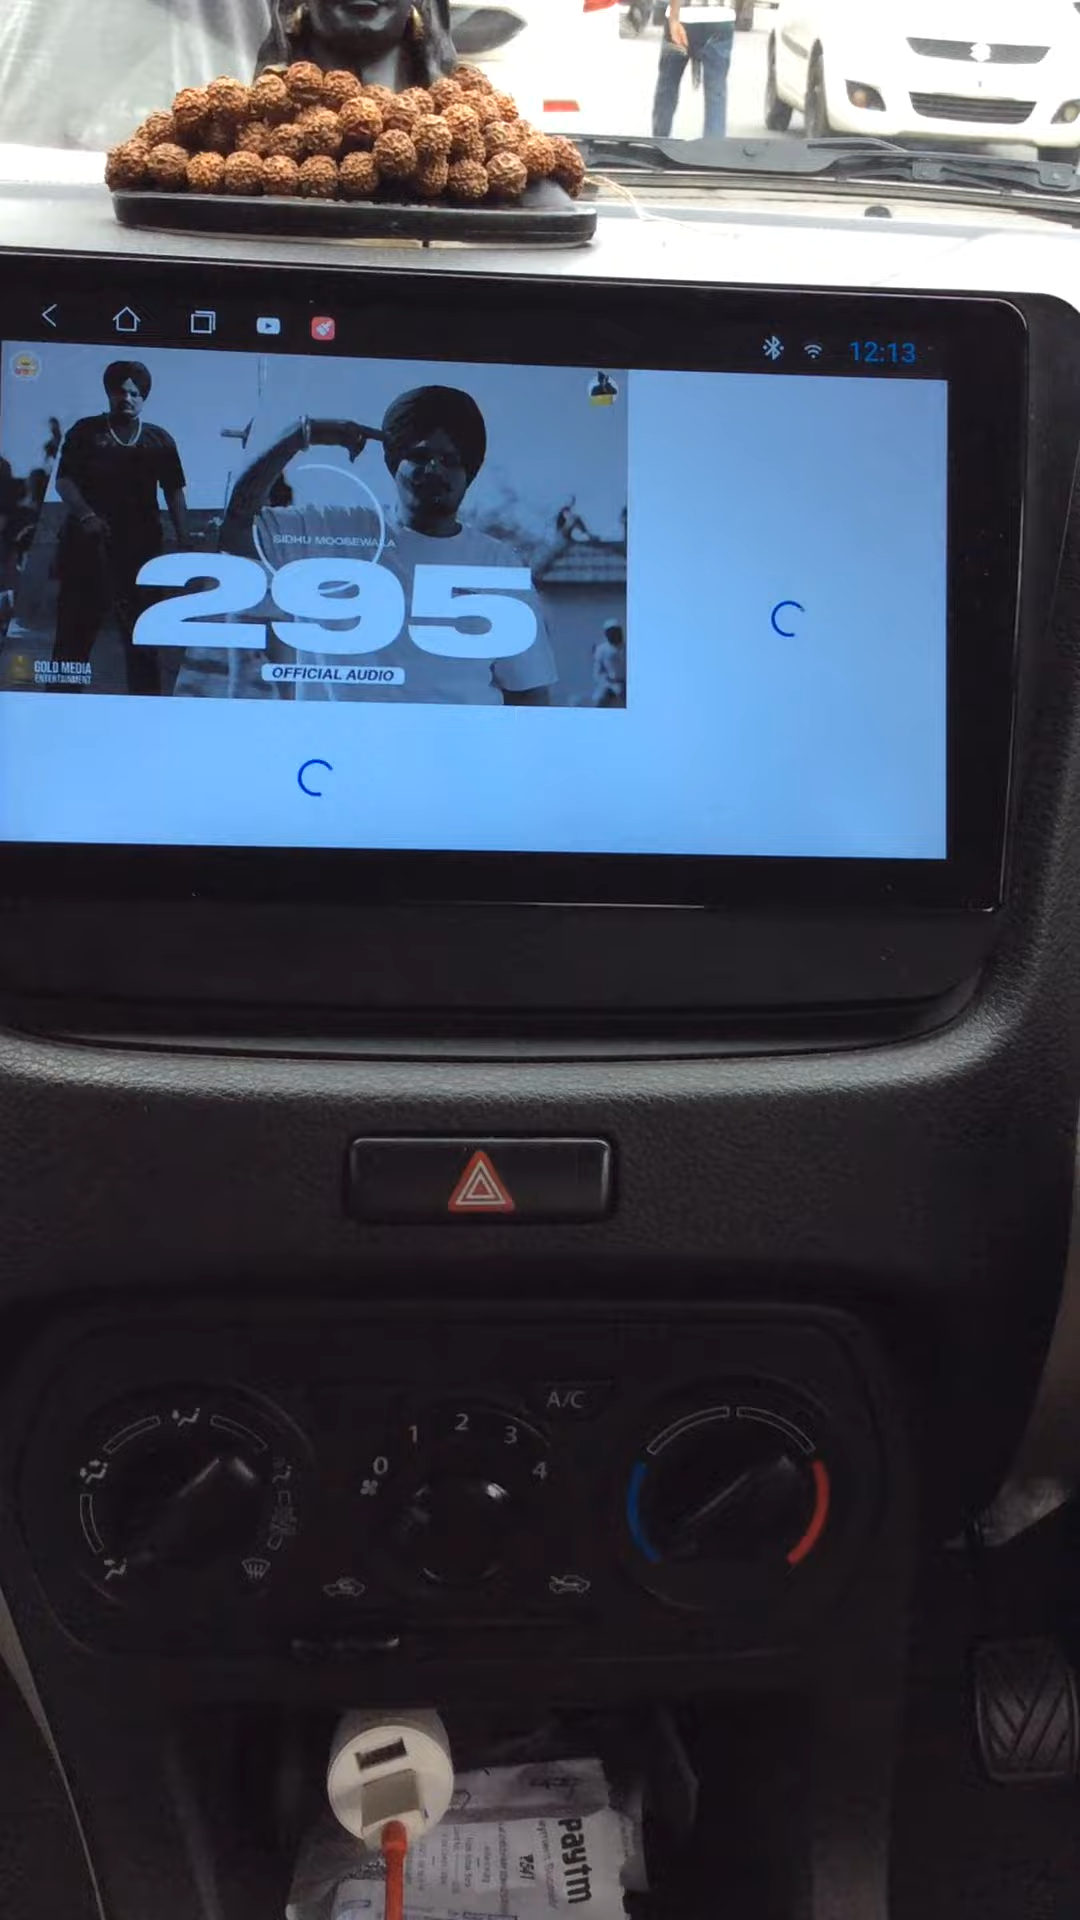 12:13
SIDHU MOOSEWALA
295
OFFICIAL AUDIO
GOLD MEDIA
ENTERTAINMENT
A/C
0 1 2 3 4
paytm